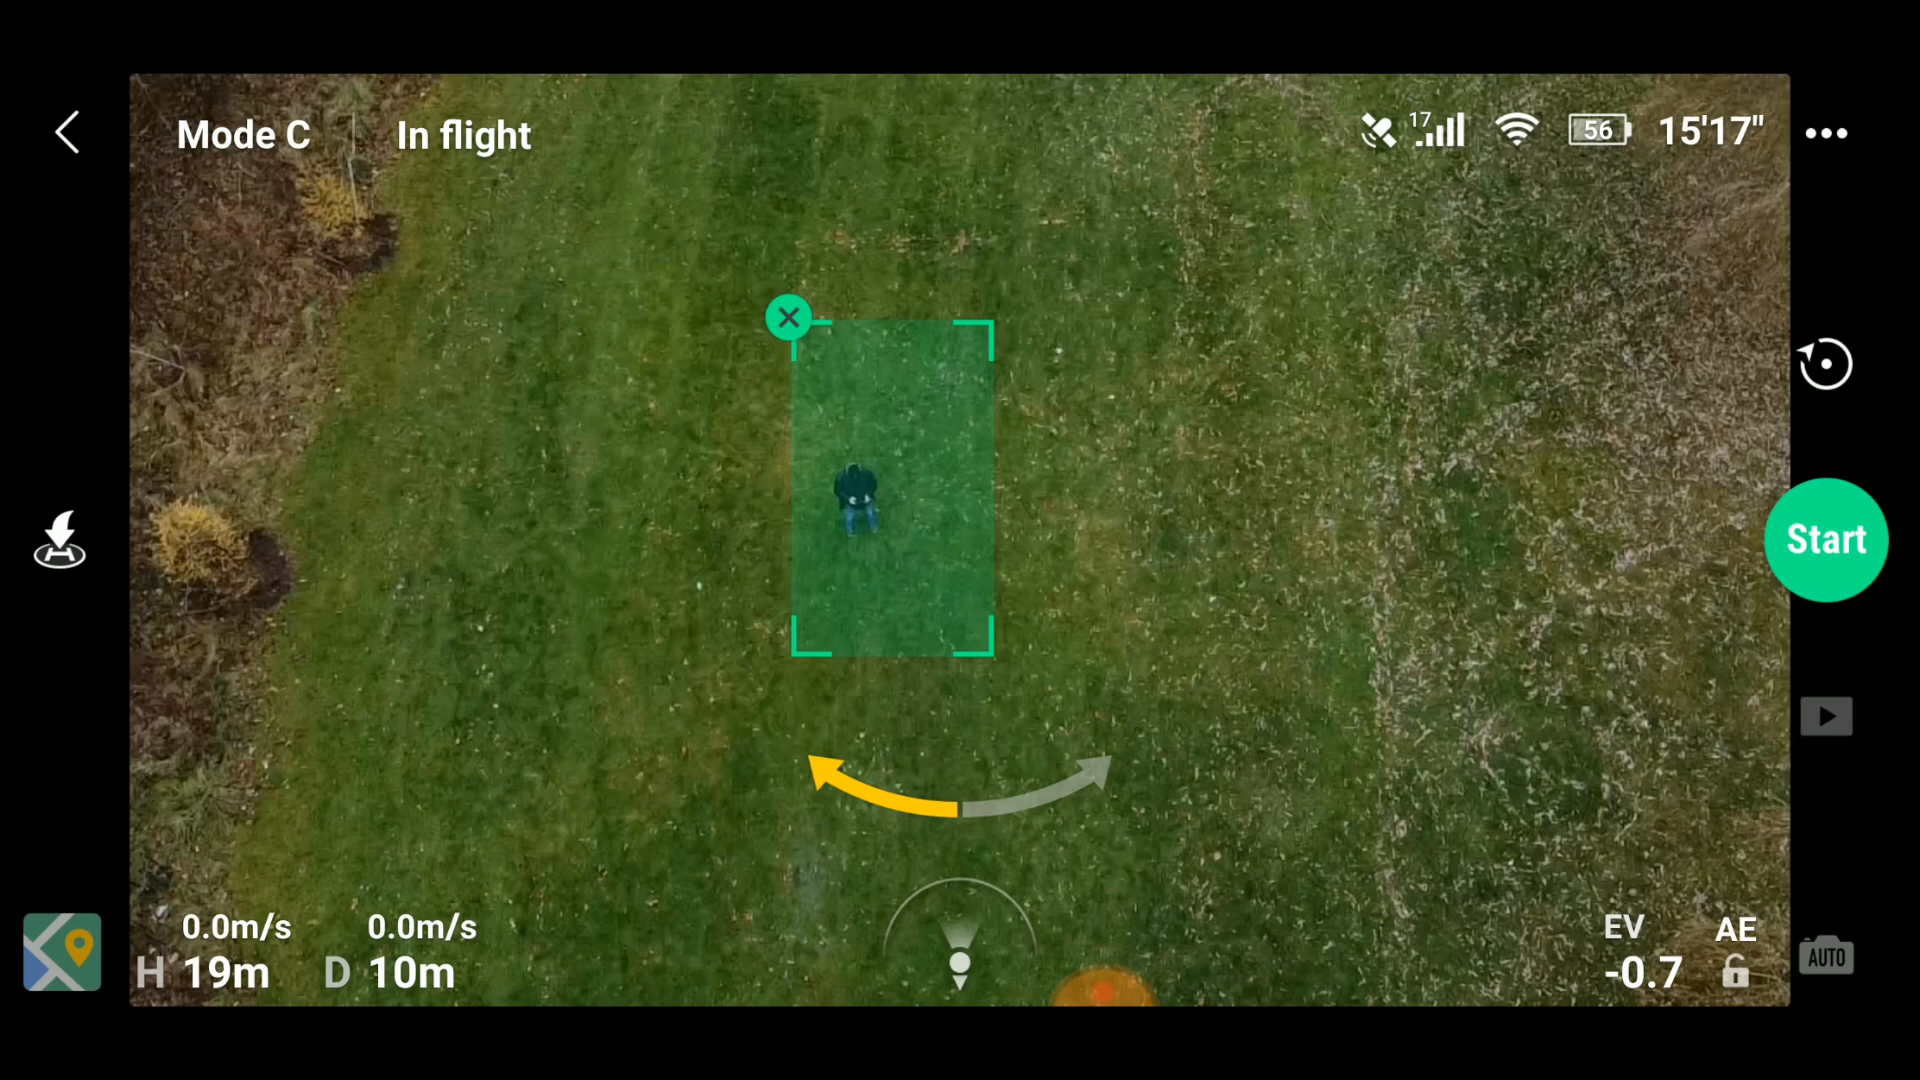 Mode C
In flight
17
56
15'17"
Start
0.0m/s
0.0m/s
H 19m
D 10m
EV
-0.7
AE
AUTO